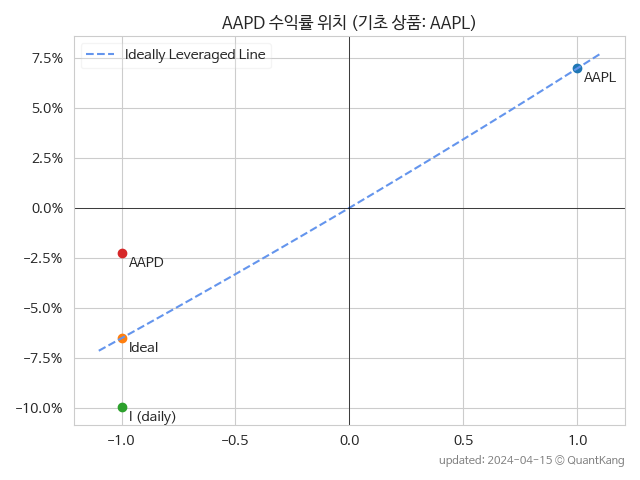 AAPD 수익률 위치 (기초 상품: AAPL)
Ideally Leveraged Line
7.5%
AAPL
5.0%
2.5%
0.0%
−2.5%
AAPD
−5.0%
Ideal
−7.5%
−10.0%
I (daily)
−1.0
−0.5
0.0
0.5
1.0
updated: 2024-04-15 © QuantKang